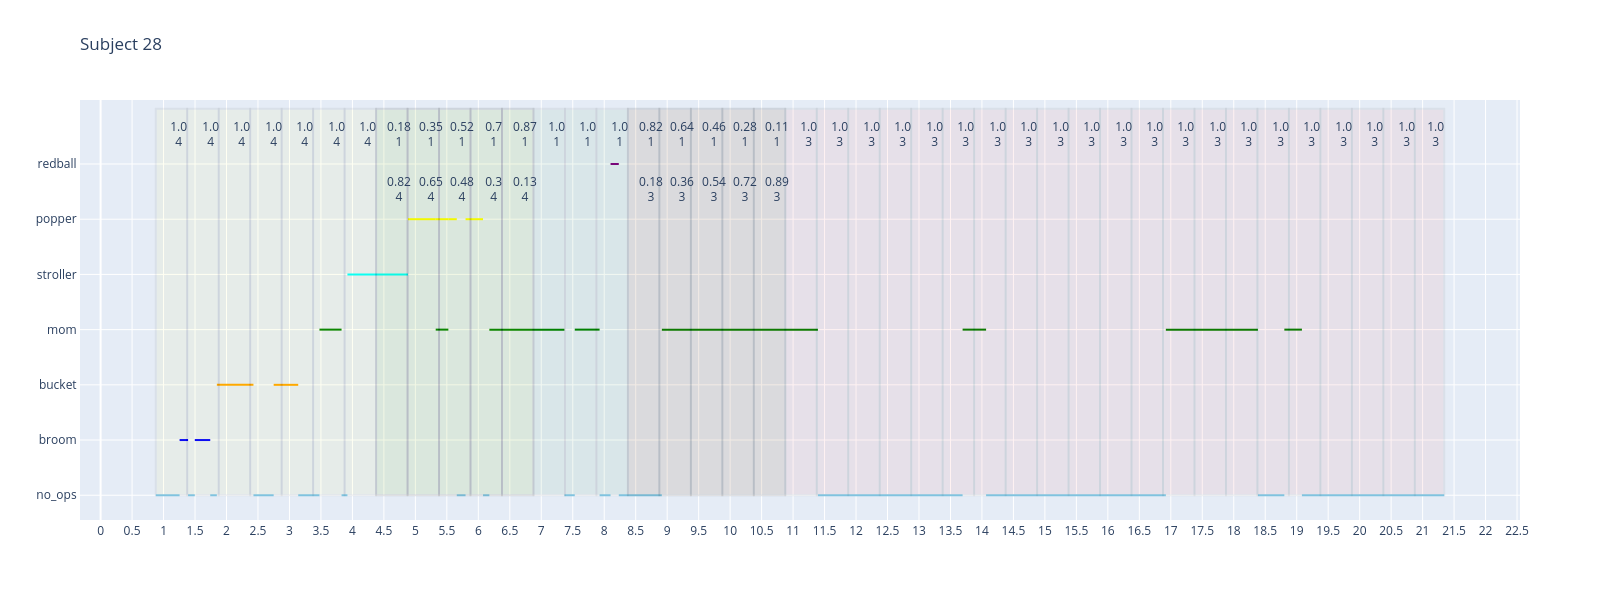 Subject 28
1.0 1.0 1.0 1.0 1.0 1.0 1.0 0.18 0.35 0.52 0.7 0.87 1.0 1.0 1.0 0.82 0.64 0.46 0.28 0.11 1.0 1.0 1.0 1.0 1.0 1.0 1.0 1.0 1.0 1.0 1.0 1.0 1.0 1.0 1.0 1.0 1.0 1.0 1.0 1.0 1.0
4 4 4 4 4 4 4 1 1 1 1 1 1 1 1 1 1 1 1 1 3 3 3 3 3 3 3 3 3 3 3 3 3 3 3 3 3 3 3 3 3
redball
0.82 0.65 0.48 0.3 0.13 0.18 0.36 0.54 0.72 0.89
4 4 4 4 4 3 3 3 3 3
popper
stroller
mom
bucket
broom
no_ops
0 0.5 1 1.5 2 2.5 3 3.5 4 4.5 5 5.5 6 6.5 7 7.5 8 8.5 9 9.5 10 10.5 11 11.5 12 12.5 13 13.5 14 14.5 15 15.5 16 16.5 17 17.5 18 18.5 19 19.5 20 20.5 21 21.5 22 22.5